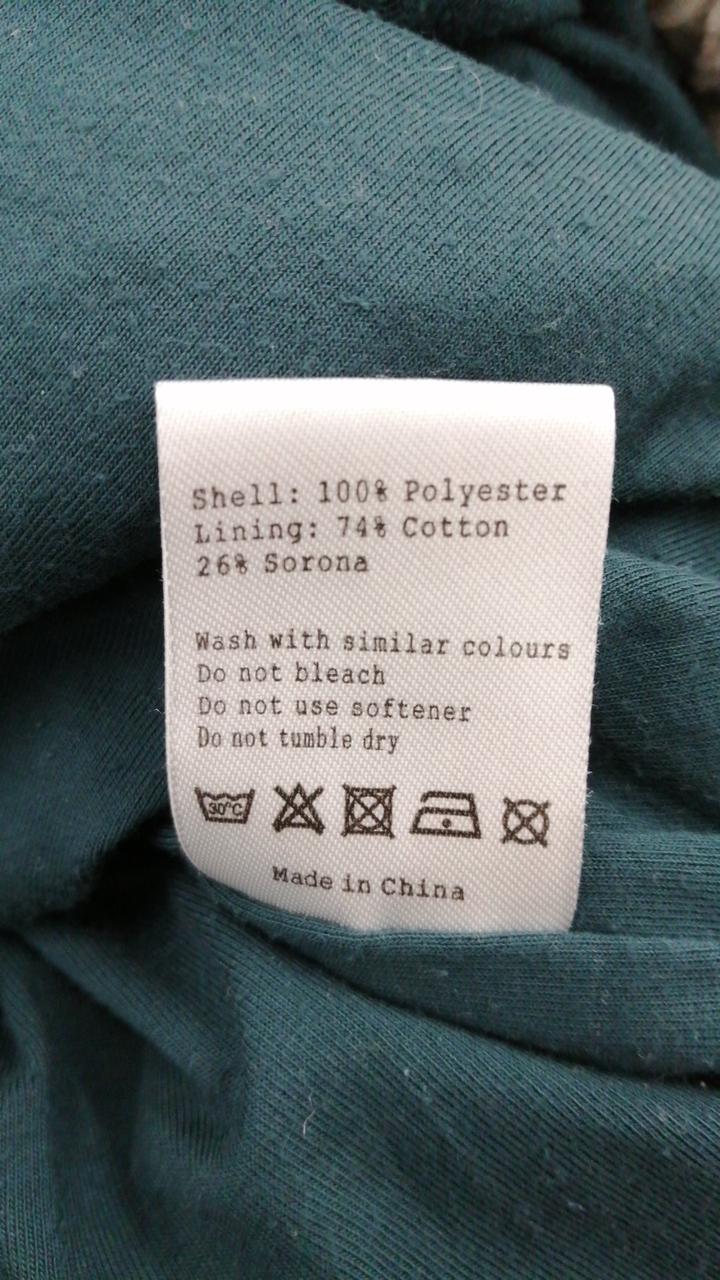 Shell: 100% Polyester
Lining: 74% Cotton
26% Sorona
Wash with similar colours
Do not bleach
Do not use softener
Do not tumble dry
30°C
Made in China